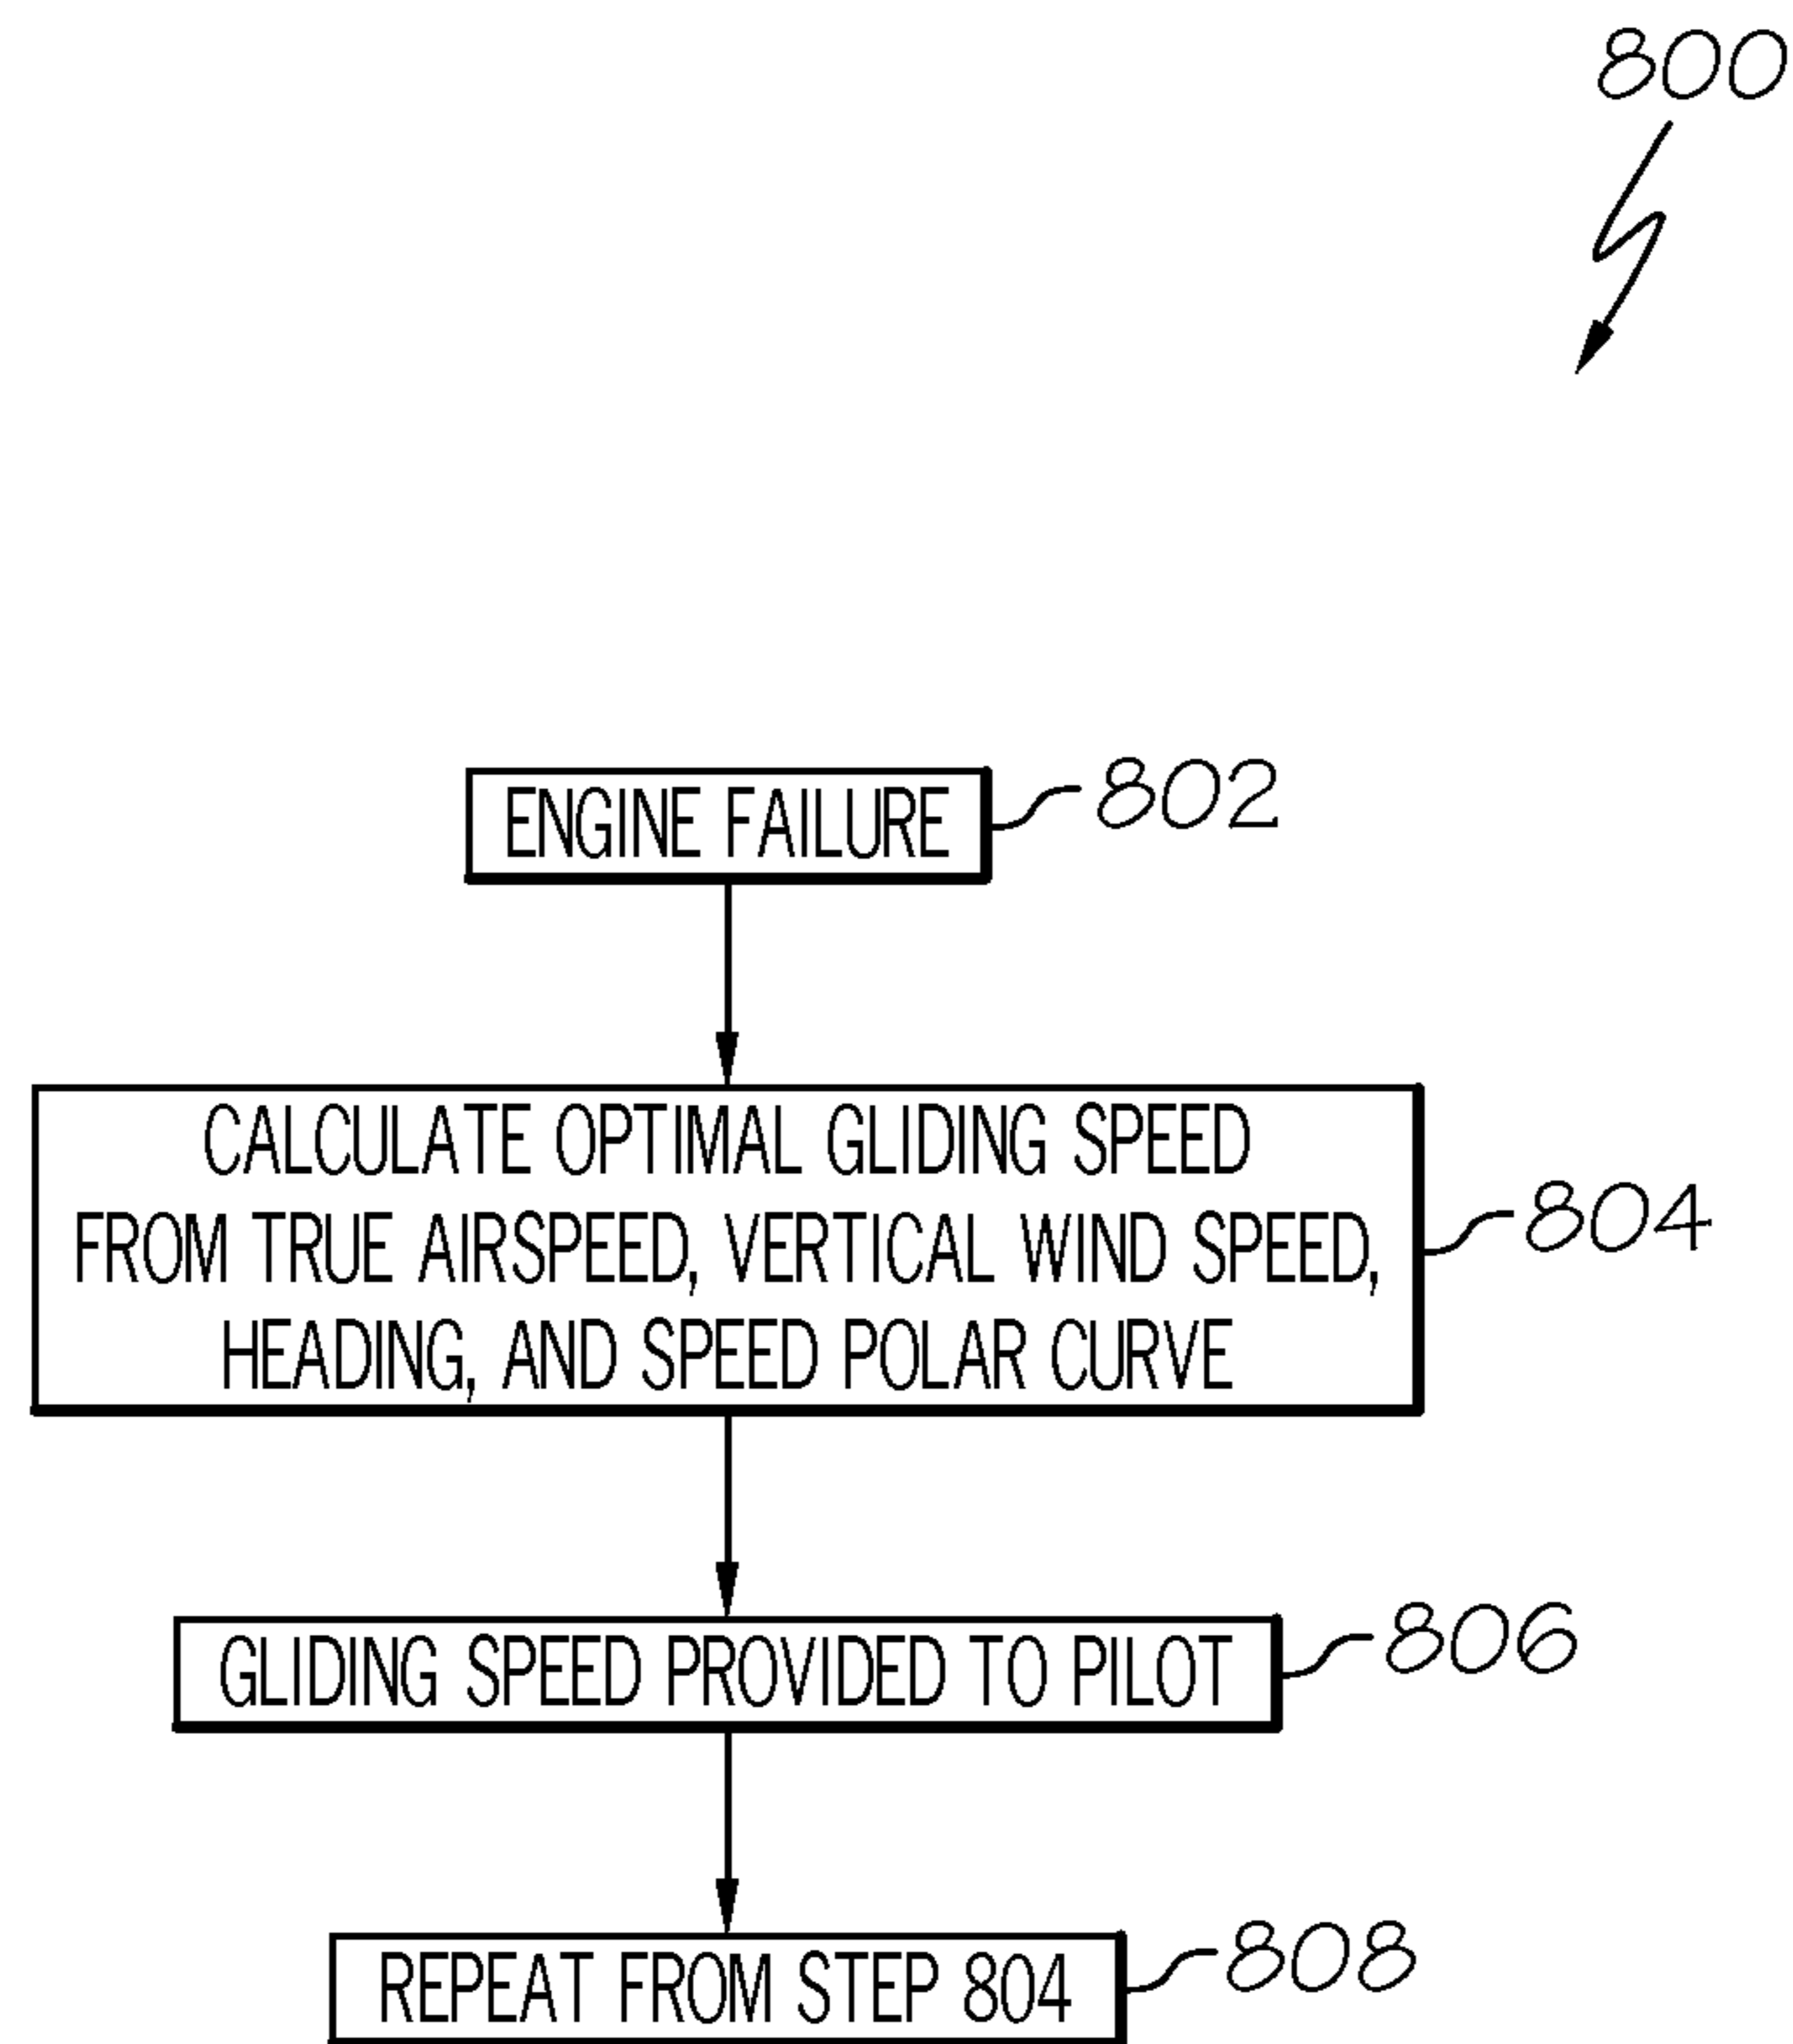 800
ENGINE FAILURE
802
CALCULATE OPTIMAL GLIDING SPEED
FROM TRUE AIRSPEED, VERTICAL WIND SPEED,
HEADING, AND SPEED POLAR CURVE
804
GLIDING SPEED PROVIDED TO PILOT
806
REPEAT FROM STEP 804
808